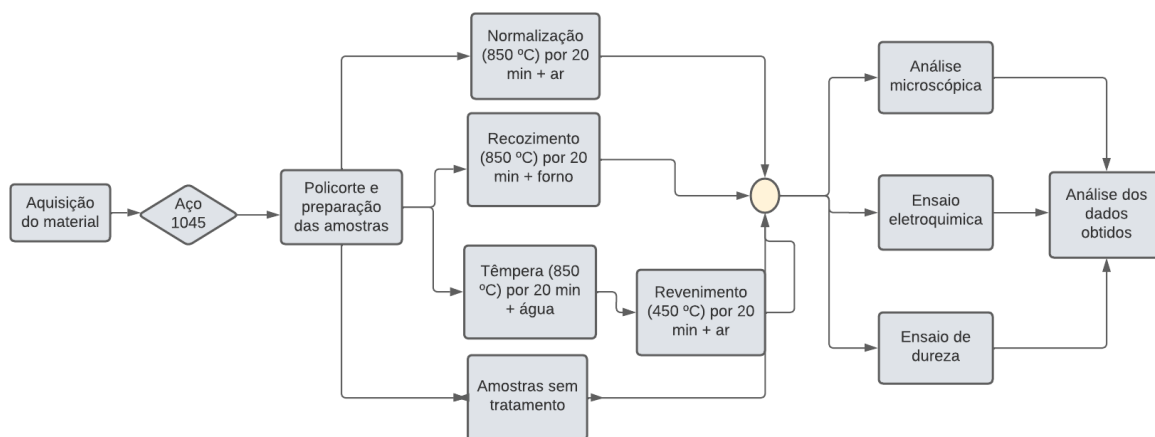 Aquisição
do material
Aço
1045
Policorte e
preparação
das amostras
Normalização
(850 ºC) por 20
min + ar
Recozimento
(850 ºC) por 20
min + forno
Têmpera (850
ºC) por 20 min
+ água
Revenimento
(450 ºC) por 20
min + ar
Amostras sem
tratamento
Análise
microscópica
Ensaio
eletroquimica
Ensaio de
dureza
Análise dos
dados
obtidos